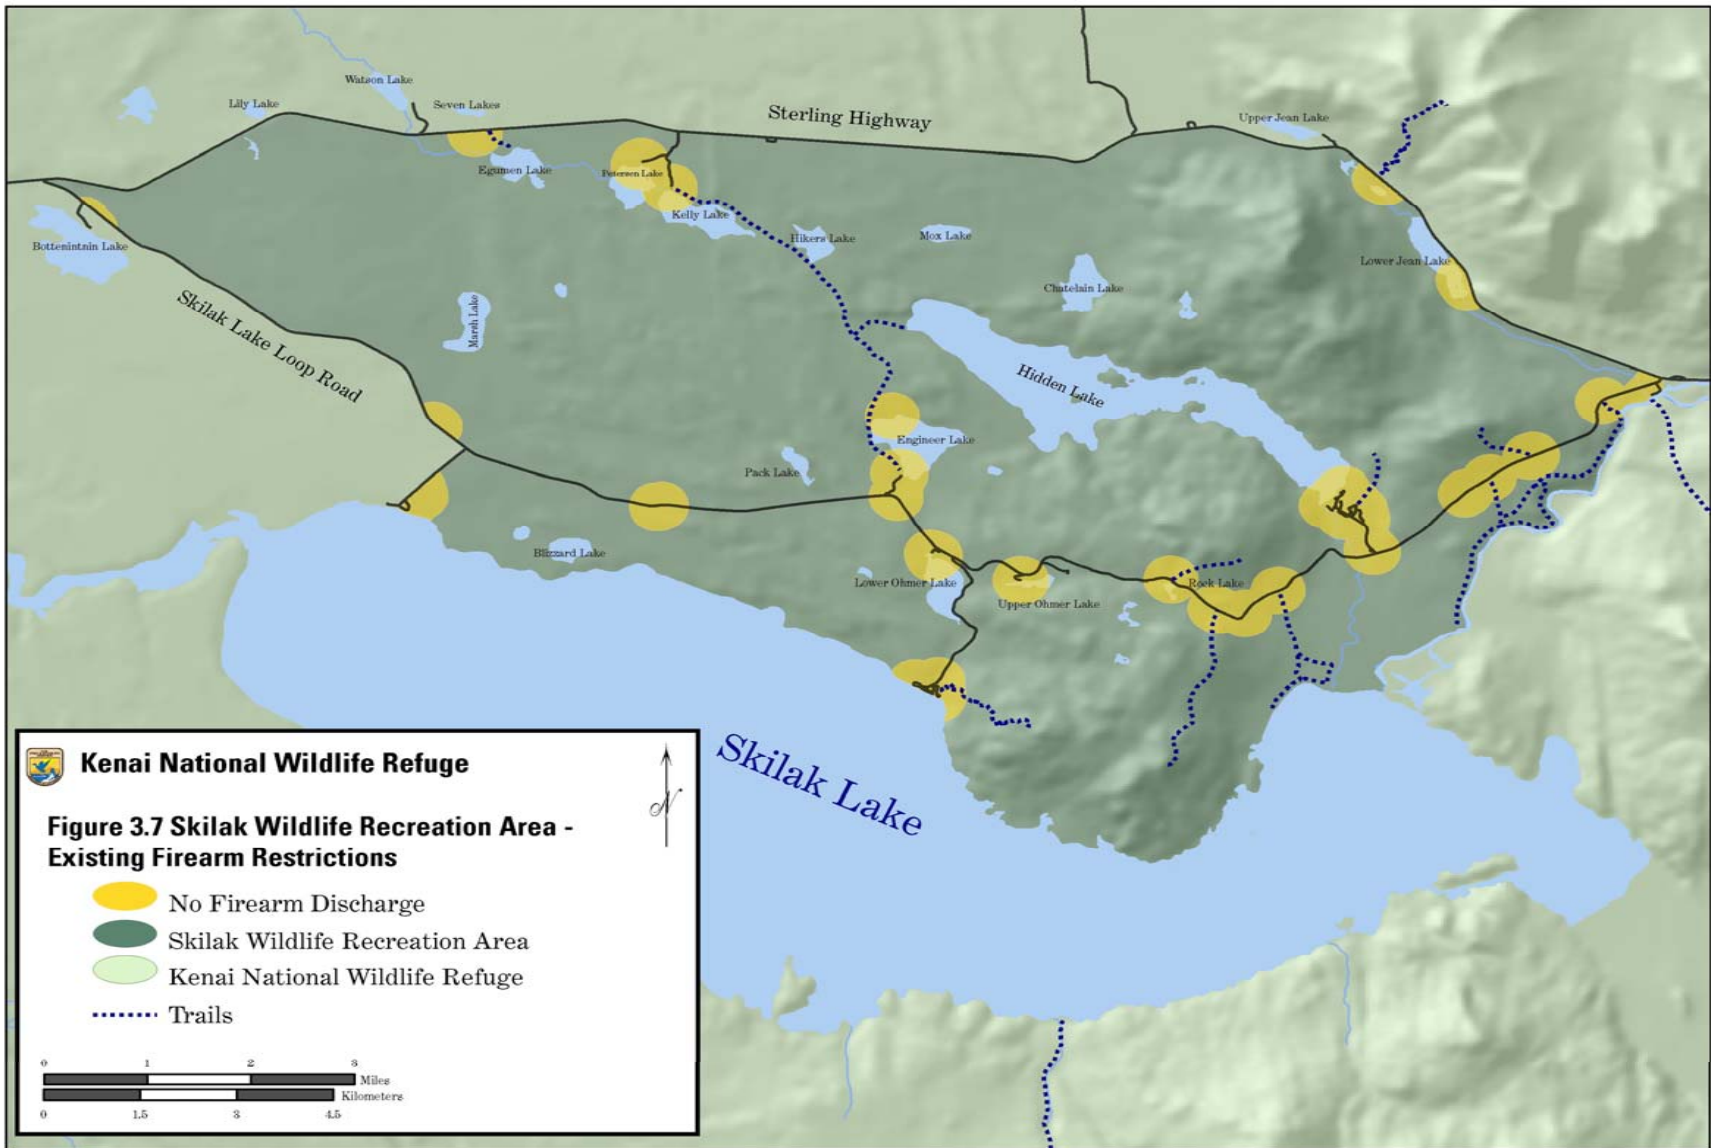 Watson Lake
Lily Lake
Seven Lakes
Sterling Highway
Upper Jean Lake
Egumen Lake
Petersen Lake
Kelly Lake
Bottenintnin Lake
Hikers Lake
Mox Lake
Lower Jean Lake
Chatelain Lake
Skilak Lake Loop Road
Marsh Lake
Hidden Lake
Engineer Lake
Pack Lake
Blizzard Lake
Lower Ohmer Lake
Rock Lake
Upper Ohmer Lake
Skilak Lake
Kenai National Wildlife Refuge
N
Figure 3.7 Skilak Wildlife Recreation Area -
Existing Firearm Restrictions
No Firearm Discharge
Skilak Wildlife Recreation Area
Kenai National Wildlife Refuge
Trails
0 1 2 3
Miles
Kilometers
0 1.5 3 4.5